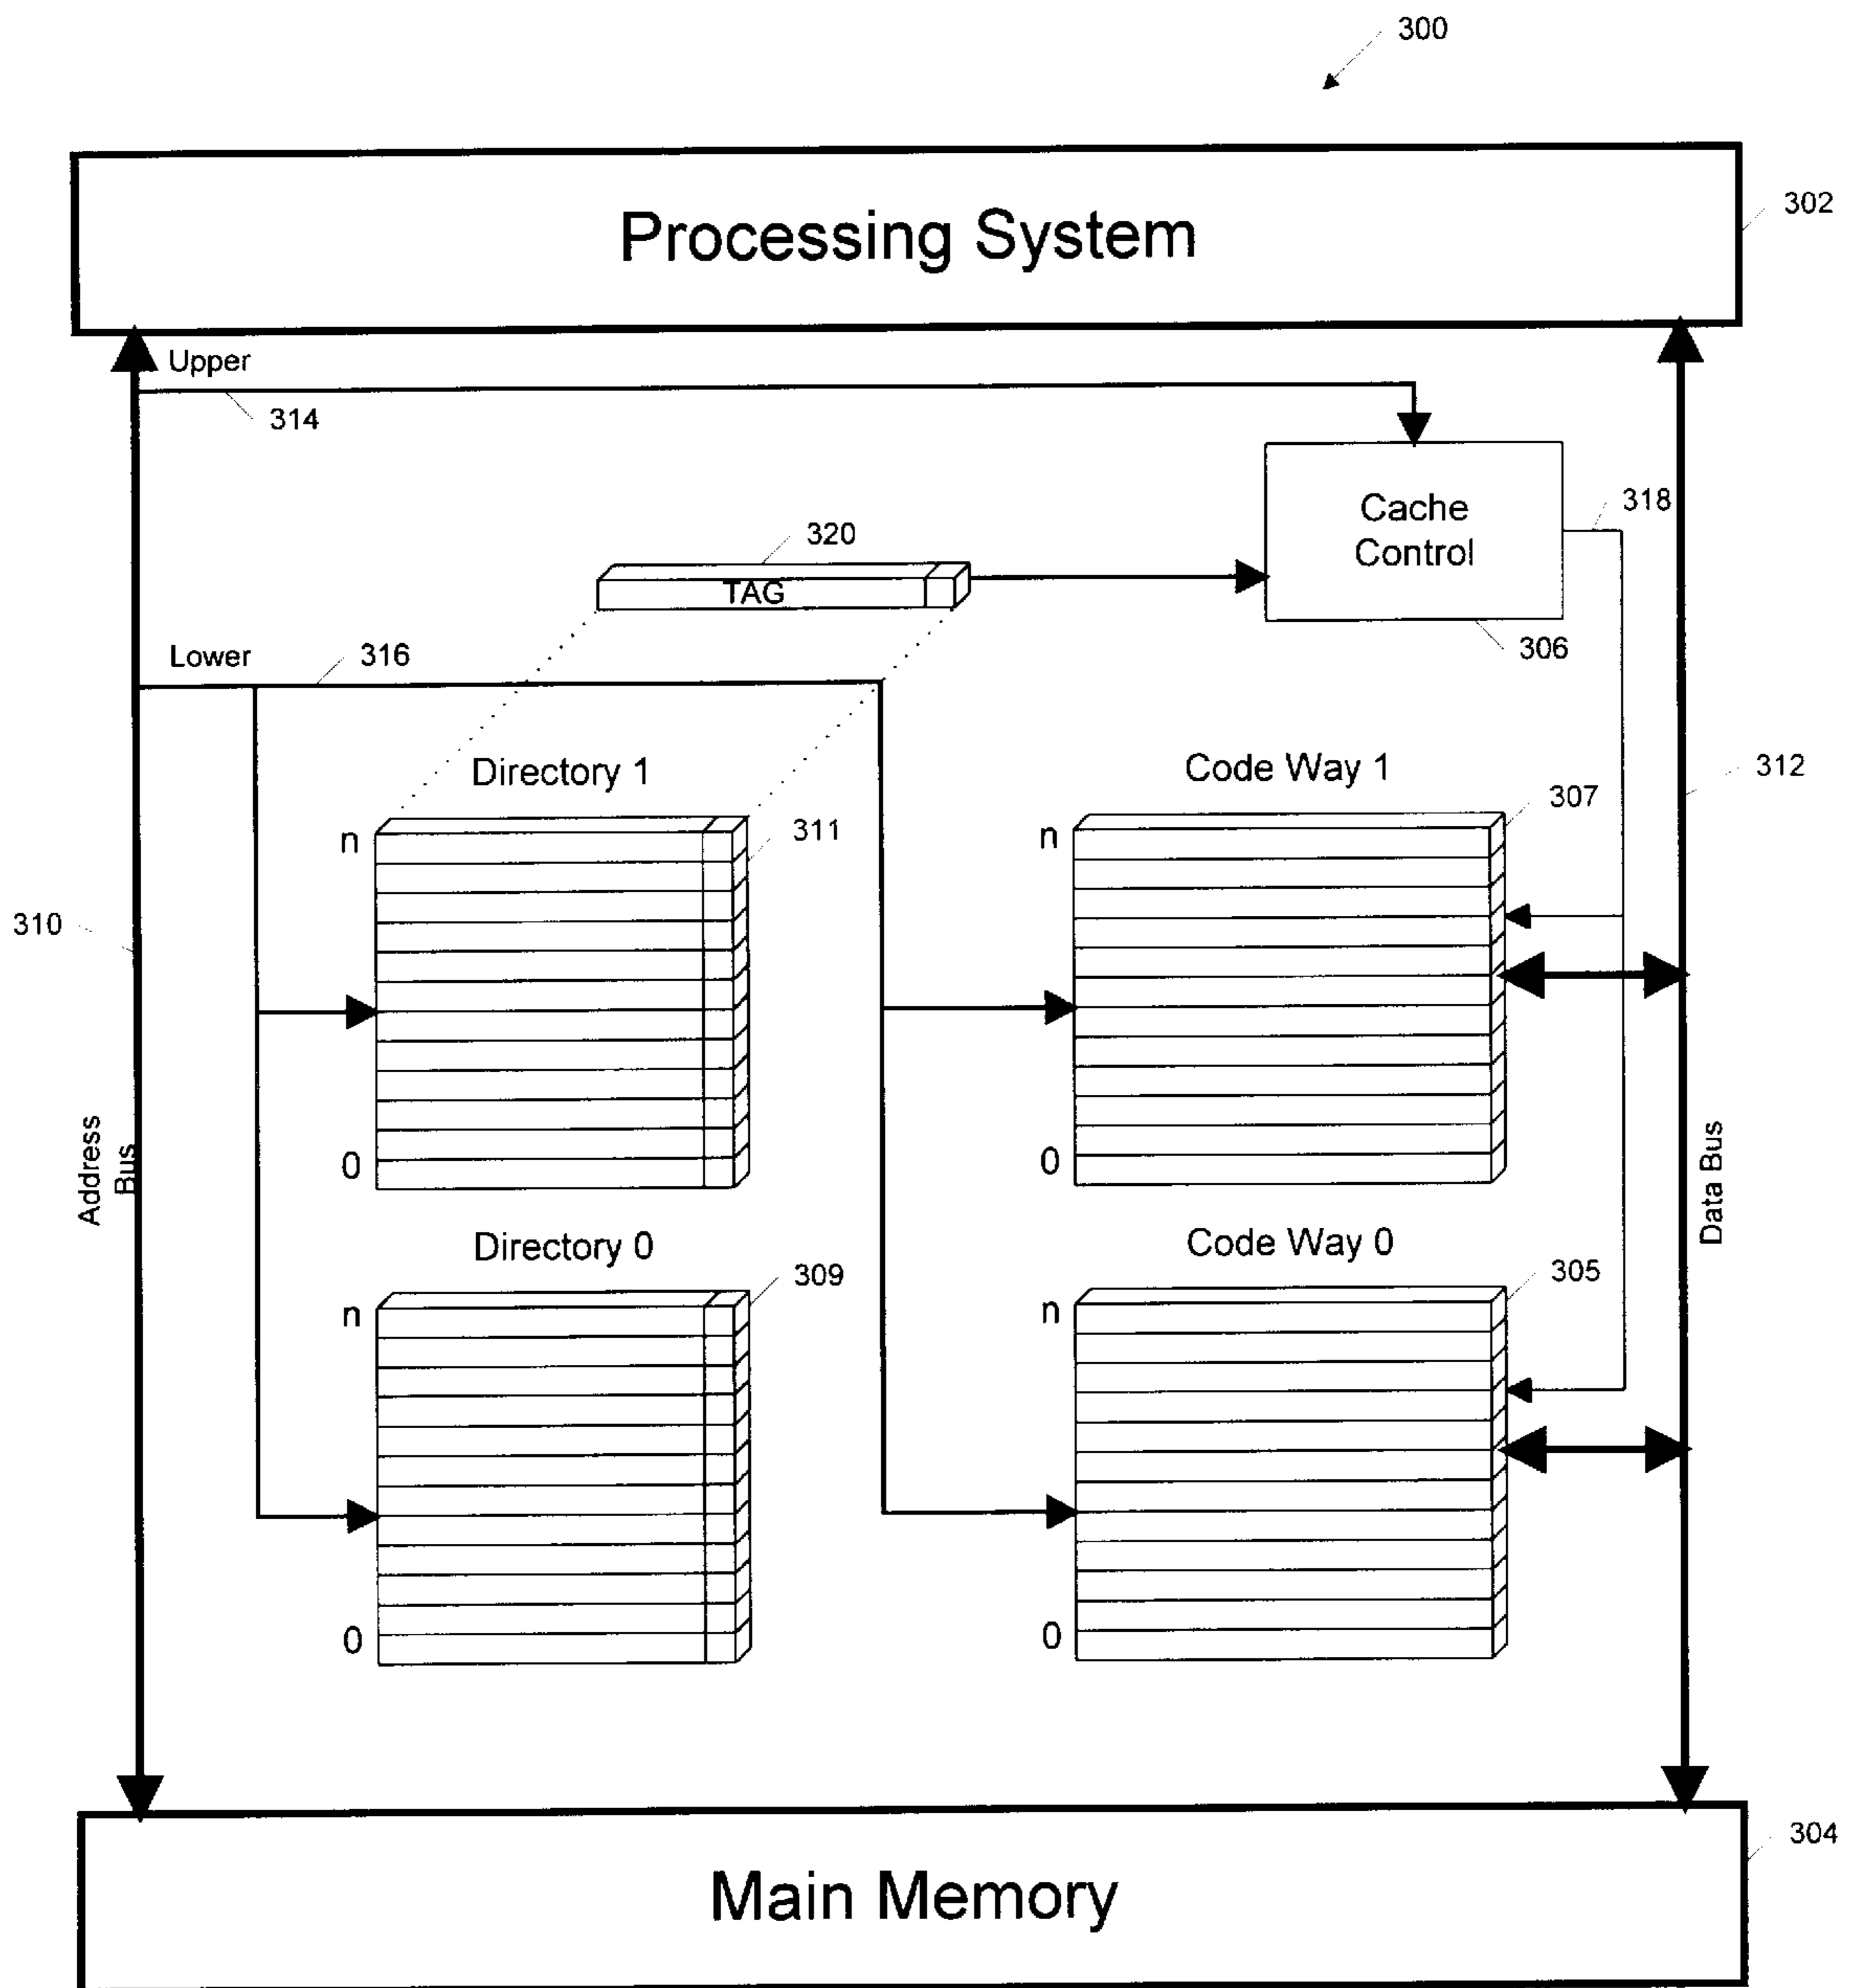 300
Processing System
302
Upper
314
Cache
Control
318
320
TAG
306
Lower
316
Directory 1
Code Way 1
312
307
n
311
n
310
Address
Bus
Data Bus
0
0
Directory 0
Code Way 0
309
305
n
n
0
0
304
Main Memory